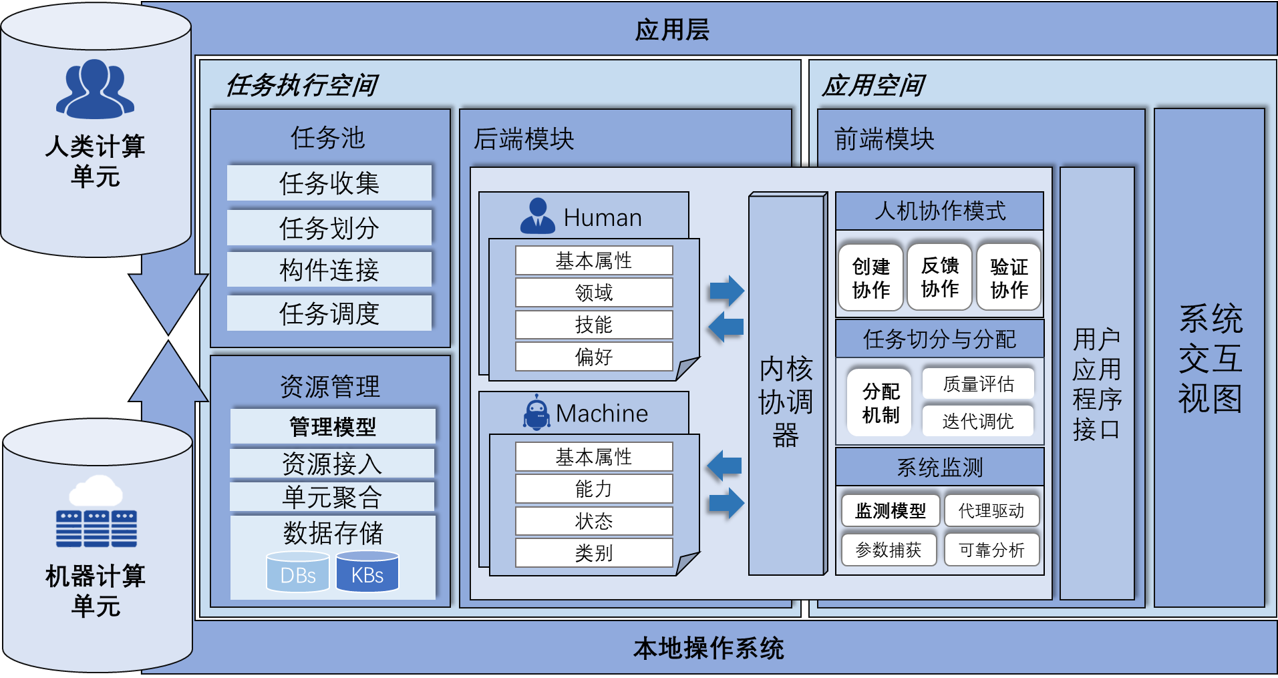 应用层
人类计算
单元
机器计算
单元
任务执行空间
任务池
任务收集
任务划分
构件连接
任务调度
资源管理
管理模型
资源接入
单元聚合
数据存储
DBs
KBs
后端模块
Human
基本属性
领域
技能
偏好
Machine
基本属性
能力
状态
类别
内核
协调
器
应用空间
前端模块
人机协作模式
创建
协作
反馈
协作
验证
协作
任务切分与分配
分配
机制
质量评估
迭代调优
系统监测
监测模型
代理驱动
参数捕获
可靠分析
用户
应用
程序
接口
系统
交互
视图
本地操作系统